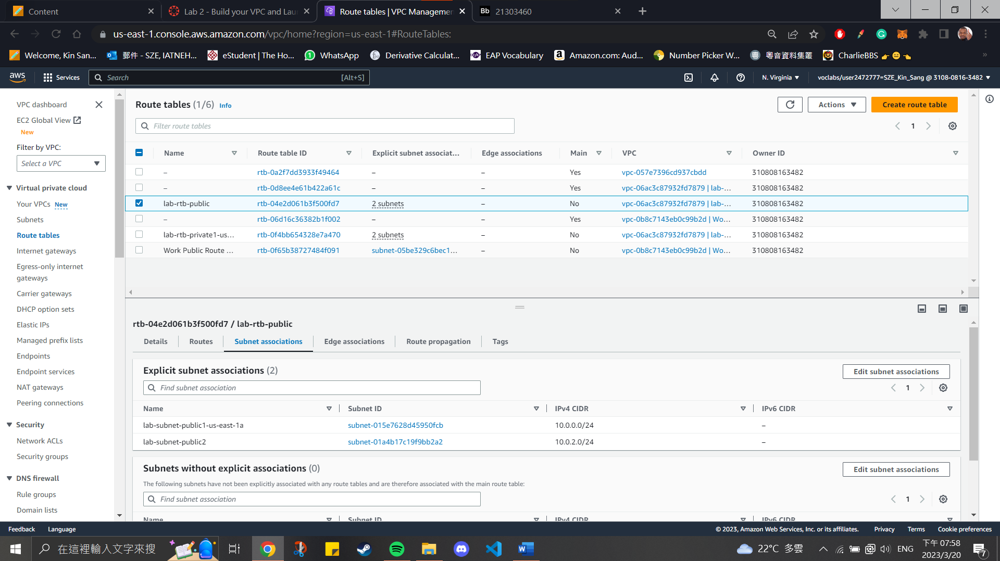 Content
Lab 2 - Build your VPC and Lau
Route tables | VPC Managemen
Bb 21303460
us-east-1.console.aws.amazon.com/vpc/home?region=us-east-1#RouteTables:
Welcome, Kin San...
郵件 - SZE, IATNEH...
eStudent | The Ho...
WhatsApp
Derivative Calculat...
EAP Vocabulary
Amazon.com: Aud...
Number Picker W...
粵音資料集叢
CharlieBBS 👉😑👈
»
aws
Services
Search [Alt+S]
N. Virginia
voclabs/user2472777=SZE_Kin_Sang @ 3108-0816-3482
VPC dashboard
EC2 Global View
New
Filter by VPC:
Select a VPC
Virtual private cloud
Your VPCs New
Subnets
Route tables
Internet gateways
Egress-only internet
gateways
Carrier gateways
DHCP option sets
Elastic IPs
Managed prefix lists
Endpoints
Endpoint services
NAT gateways
Peering connections
Security
Network ACLs
Security groups
DNS firewall
Rule groups
Domain lists
Route tables (1/6) Info
Actions
Create route table
Filter route tables
1
Name Route table ID Explicit subnet associat... Edge associations Main VPC Owner ID
– rtb-0a2f7dd3933f49464 – – Yes vpc-057e7396cd937cbdd 310808163482
– rtb-0d8ee4e61b422a61c – – Yes vpc-06ac3c87932fd7879 | lab-... 310808163482
lab-rtb-public rtb-04e2d061b3f500fd7 2 subnets – No vpc-06ac3c87932fd7879 | lab-... 310808163482
– rtb-06d16c36382b1f002 – – Yes vpc-0b8c7143eb0c99b2d | Wo... 310808163482
lab-rtb-private1-us... rtb-0f4bb654328e7a470 2 subnets – No vpc-06ac3c87932fd7879 | lab-... 310808163482
Work Public Route ... rtb-0f65b38727484f091 subnet-05be329c6bec1... – No vpc-0b8c7143eb0c99b2d | Wo... 310808163482
rtb-04e2d061b3f500fd7 / lab-rtb-public
Details Routes Subnet associations Edge associations Route propagation Tags
Explicit subnet associations (2)
Edit subnet associations
Find subnet association
1
Name Subnet ID IPv4 CIDR IPv6 CIDR
lab-subnet-public1-us-east-1a subnet-015e7628d45950fcb 10.0.0.0/24 –
lab-subnet-public2 subnet-01a4b17c19f9bb2a2 10.0.2.0/24 –
Subnets without explicit associations (0)
Edit subnet associations
The following subnets have not been explicitly associated with any route tables and are therefore associated with the main route table:
Find subnet association
1
Name Subnet ID IPv4 CIDR IPv6 CIDR
Feedback Language
© 2023, Amazon Web Services, Inc. or its affiliates. Privacy Terms Cookie preferences
在這裡輸入文字來搜
22°C 多雲
ENG
下午 07:58
2023/3/20
7